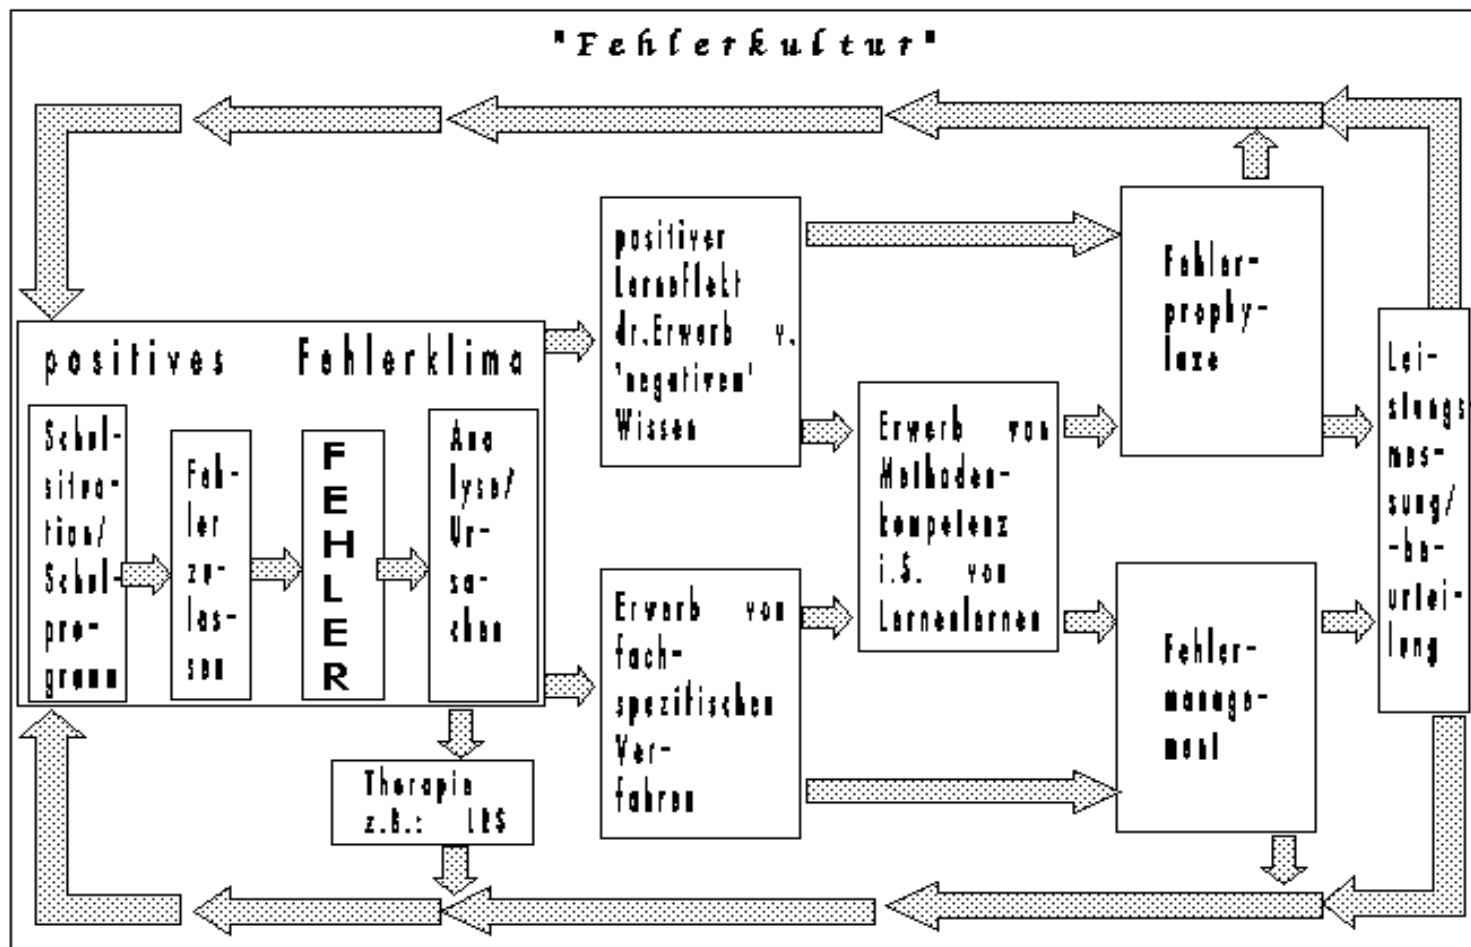 "Fehlerkultur"
positives Fehlerklima
Schul-
situa-
tion/
Schul-
pro-
gramm
Feh-
ler
zu-
las-
sen
FEHLER
Ana
lyse/
Ur-
sa-
chen
Therapie
z.B.: LRS
positiver
Lerneffekt
dr.Erwerb v.
'negativen'
Wissen
Erwerb von
fach-
spezifischen
Ver-
fahren
Erwerb von
Methoden-
kompetenz
i.S. von
Lernenlernen
Fehler-
prophy-
laxe
Fehler-
manage-
ment
Lei-
stungs-
mes-
sung/
-be-
urtei-
lung